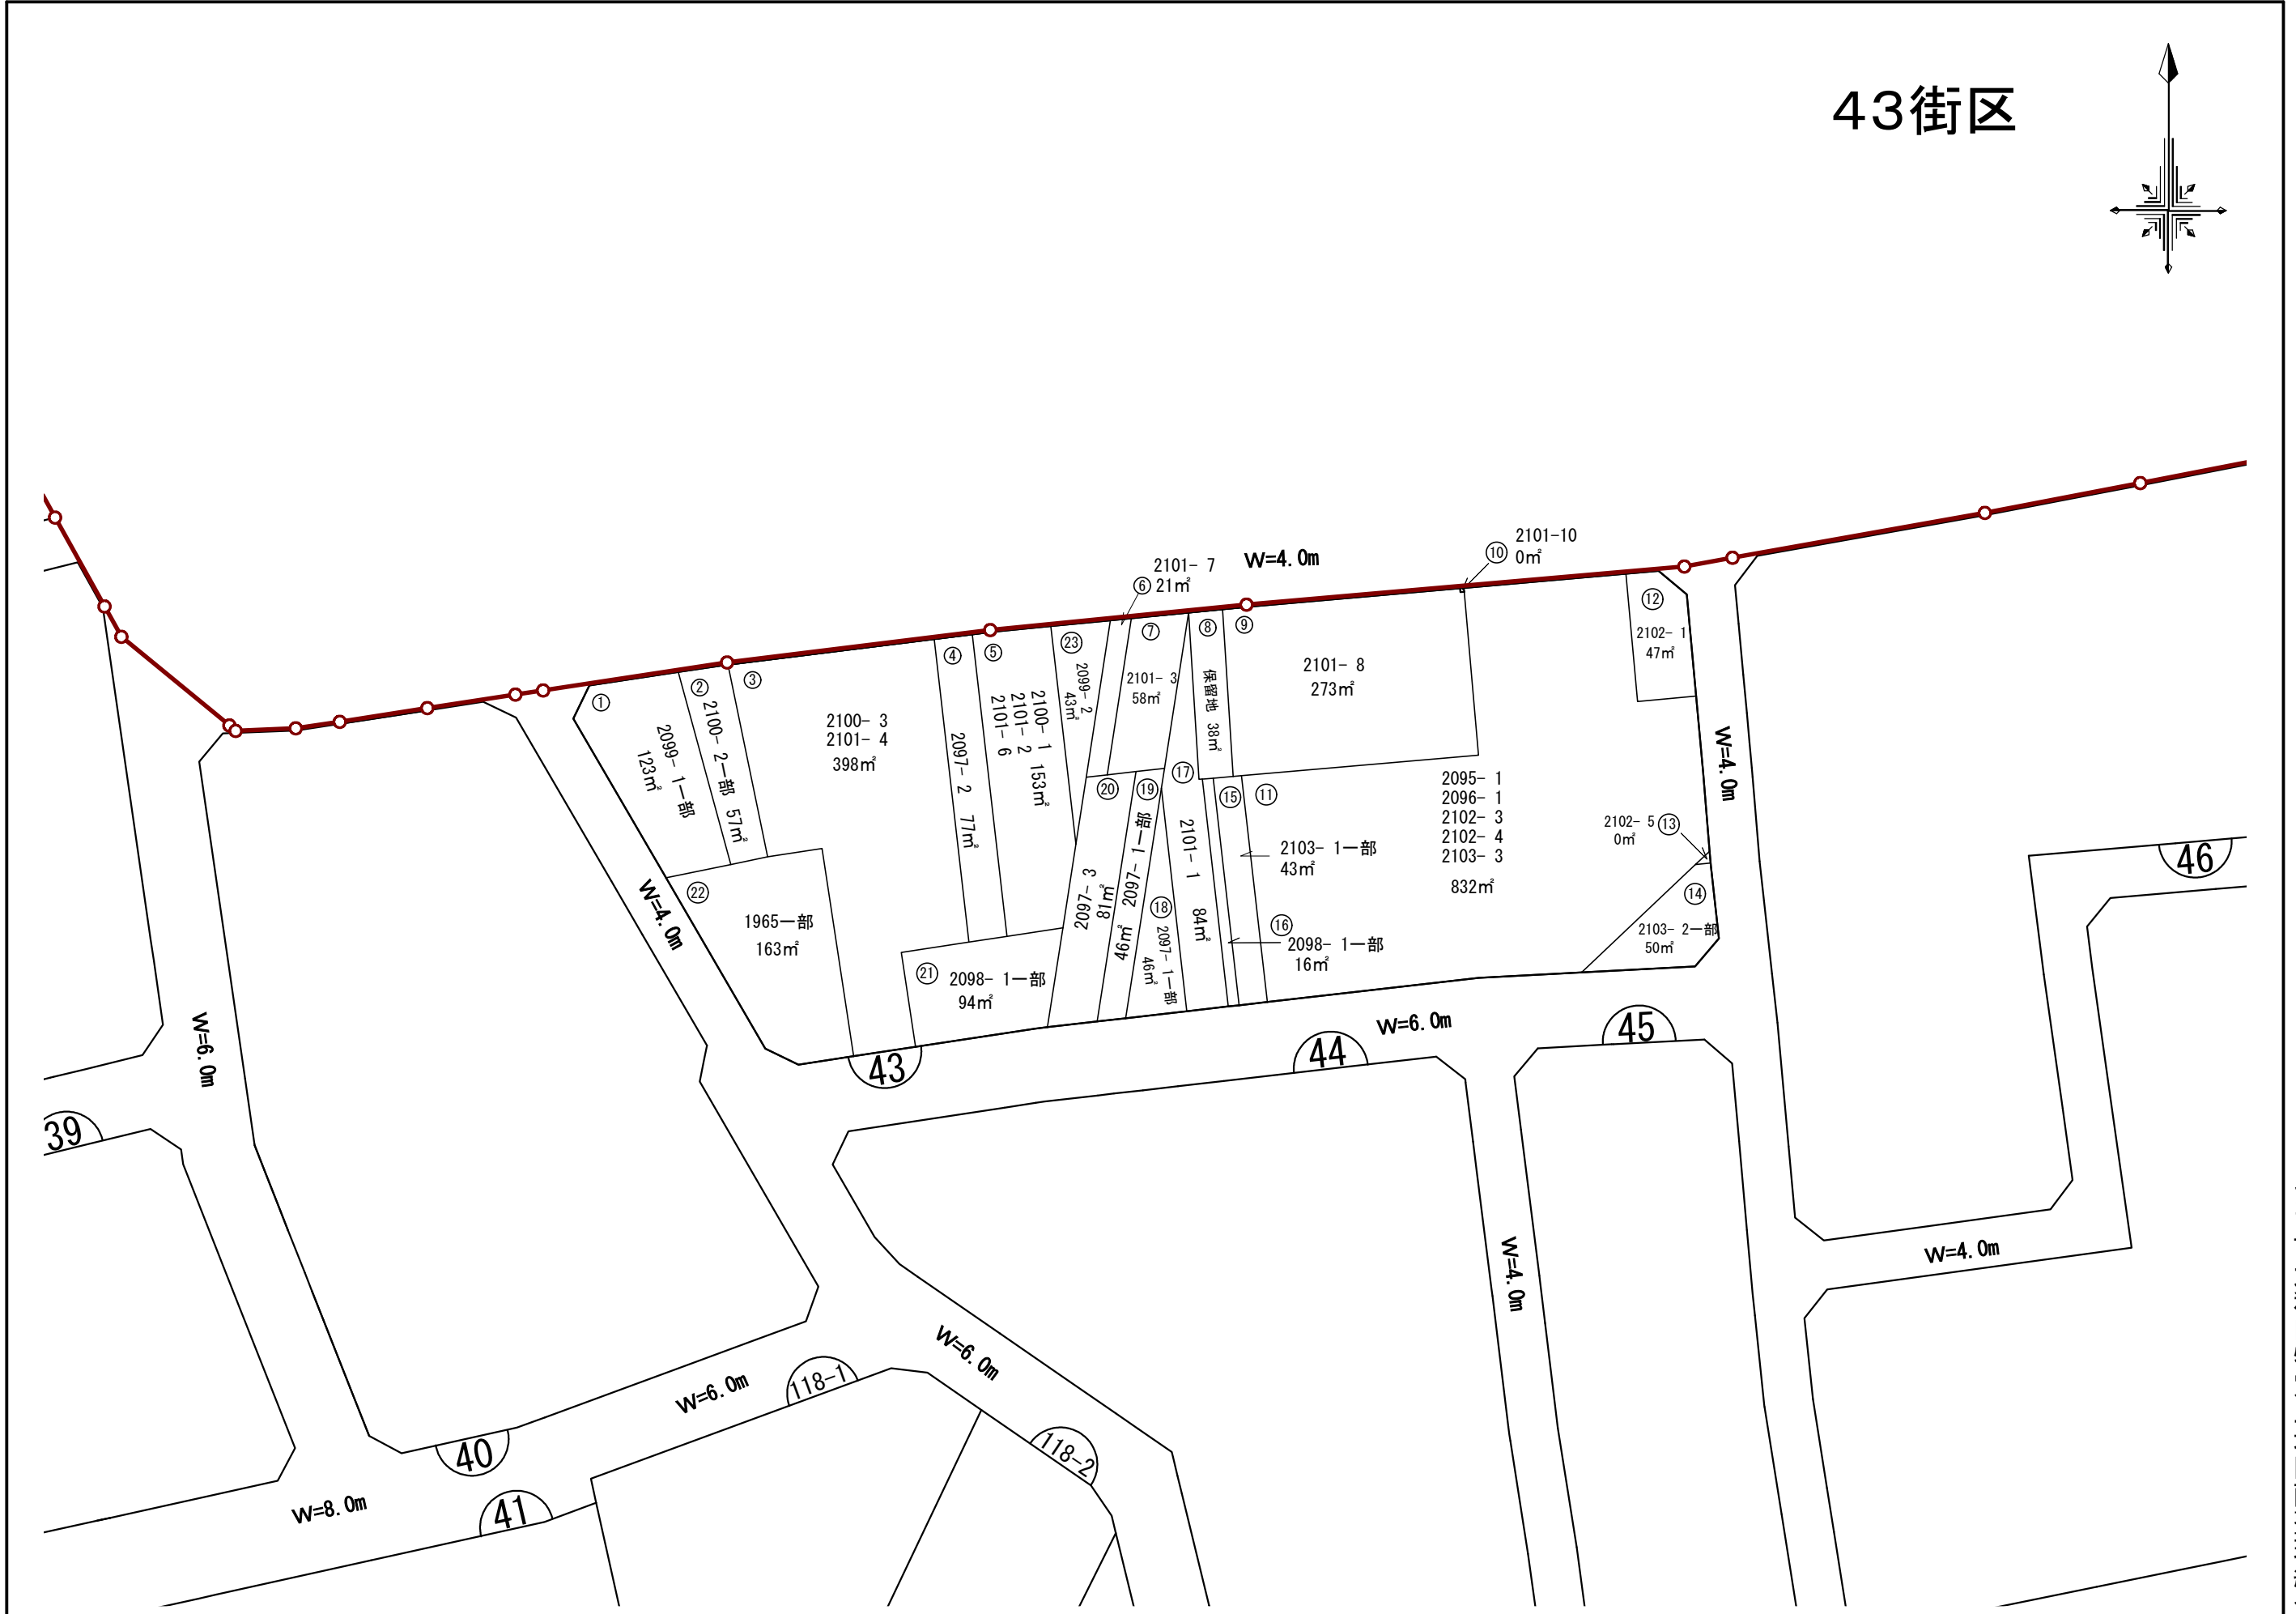 43街区
2101-10
⑩ 0㎡
W=4.0m
2101- 7
⑥ 21㎡
①
2099- 1一部
123㎡
②
2100- 2一部 57㎡
③
2100- 3
2101- 4
398㎡
④
2097- 2 77㎡
⑤
2100- 1 153㎡
2101- 2
2101- 6
㉓
2099- 2
43㎡
⑦
2101- 3
58㎡
⑧
保留地 38㎡
⑨
2101- 8
273㎡
⑫
2102- 1
47㎡
W=4.0m
⑰
2101- 1 84㎡
⑮
⑪
2095- 1
2096- 1
2102- 3
2102- 4
2103- 3
832㎡
2103- 1一部
43㎡
2102- 5 ⑬
0㎡
⑭
2103- 2一部
50㎡
⑯
2098- 1一部
16㎡
⑳
2097- 3
81㎡
⑲
2097- 1一部
46㎡
⑱
2097- 1一部
46㎡
㉒
1965一部
163㎡
㉑ 2098- 1一部
94㎡
W=4.0m
W=6.0m
W=6.0m
46
45
44
43
39
W=4.0m
W=4.0m
W=6.0m
W=6.0m
118-1
118-2
40
41
W=8.0m